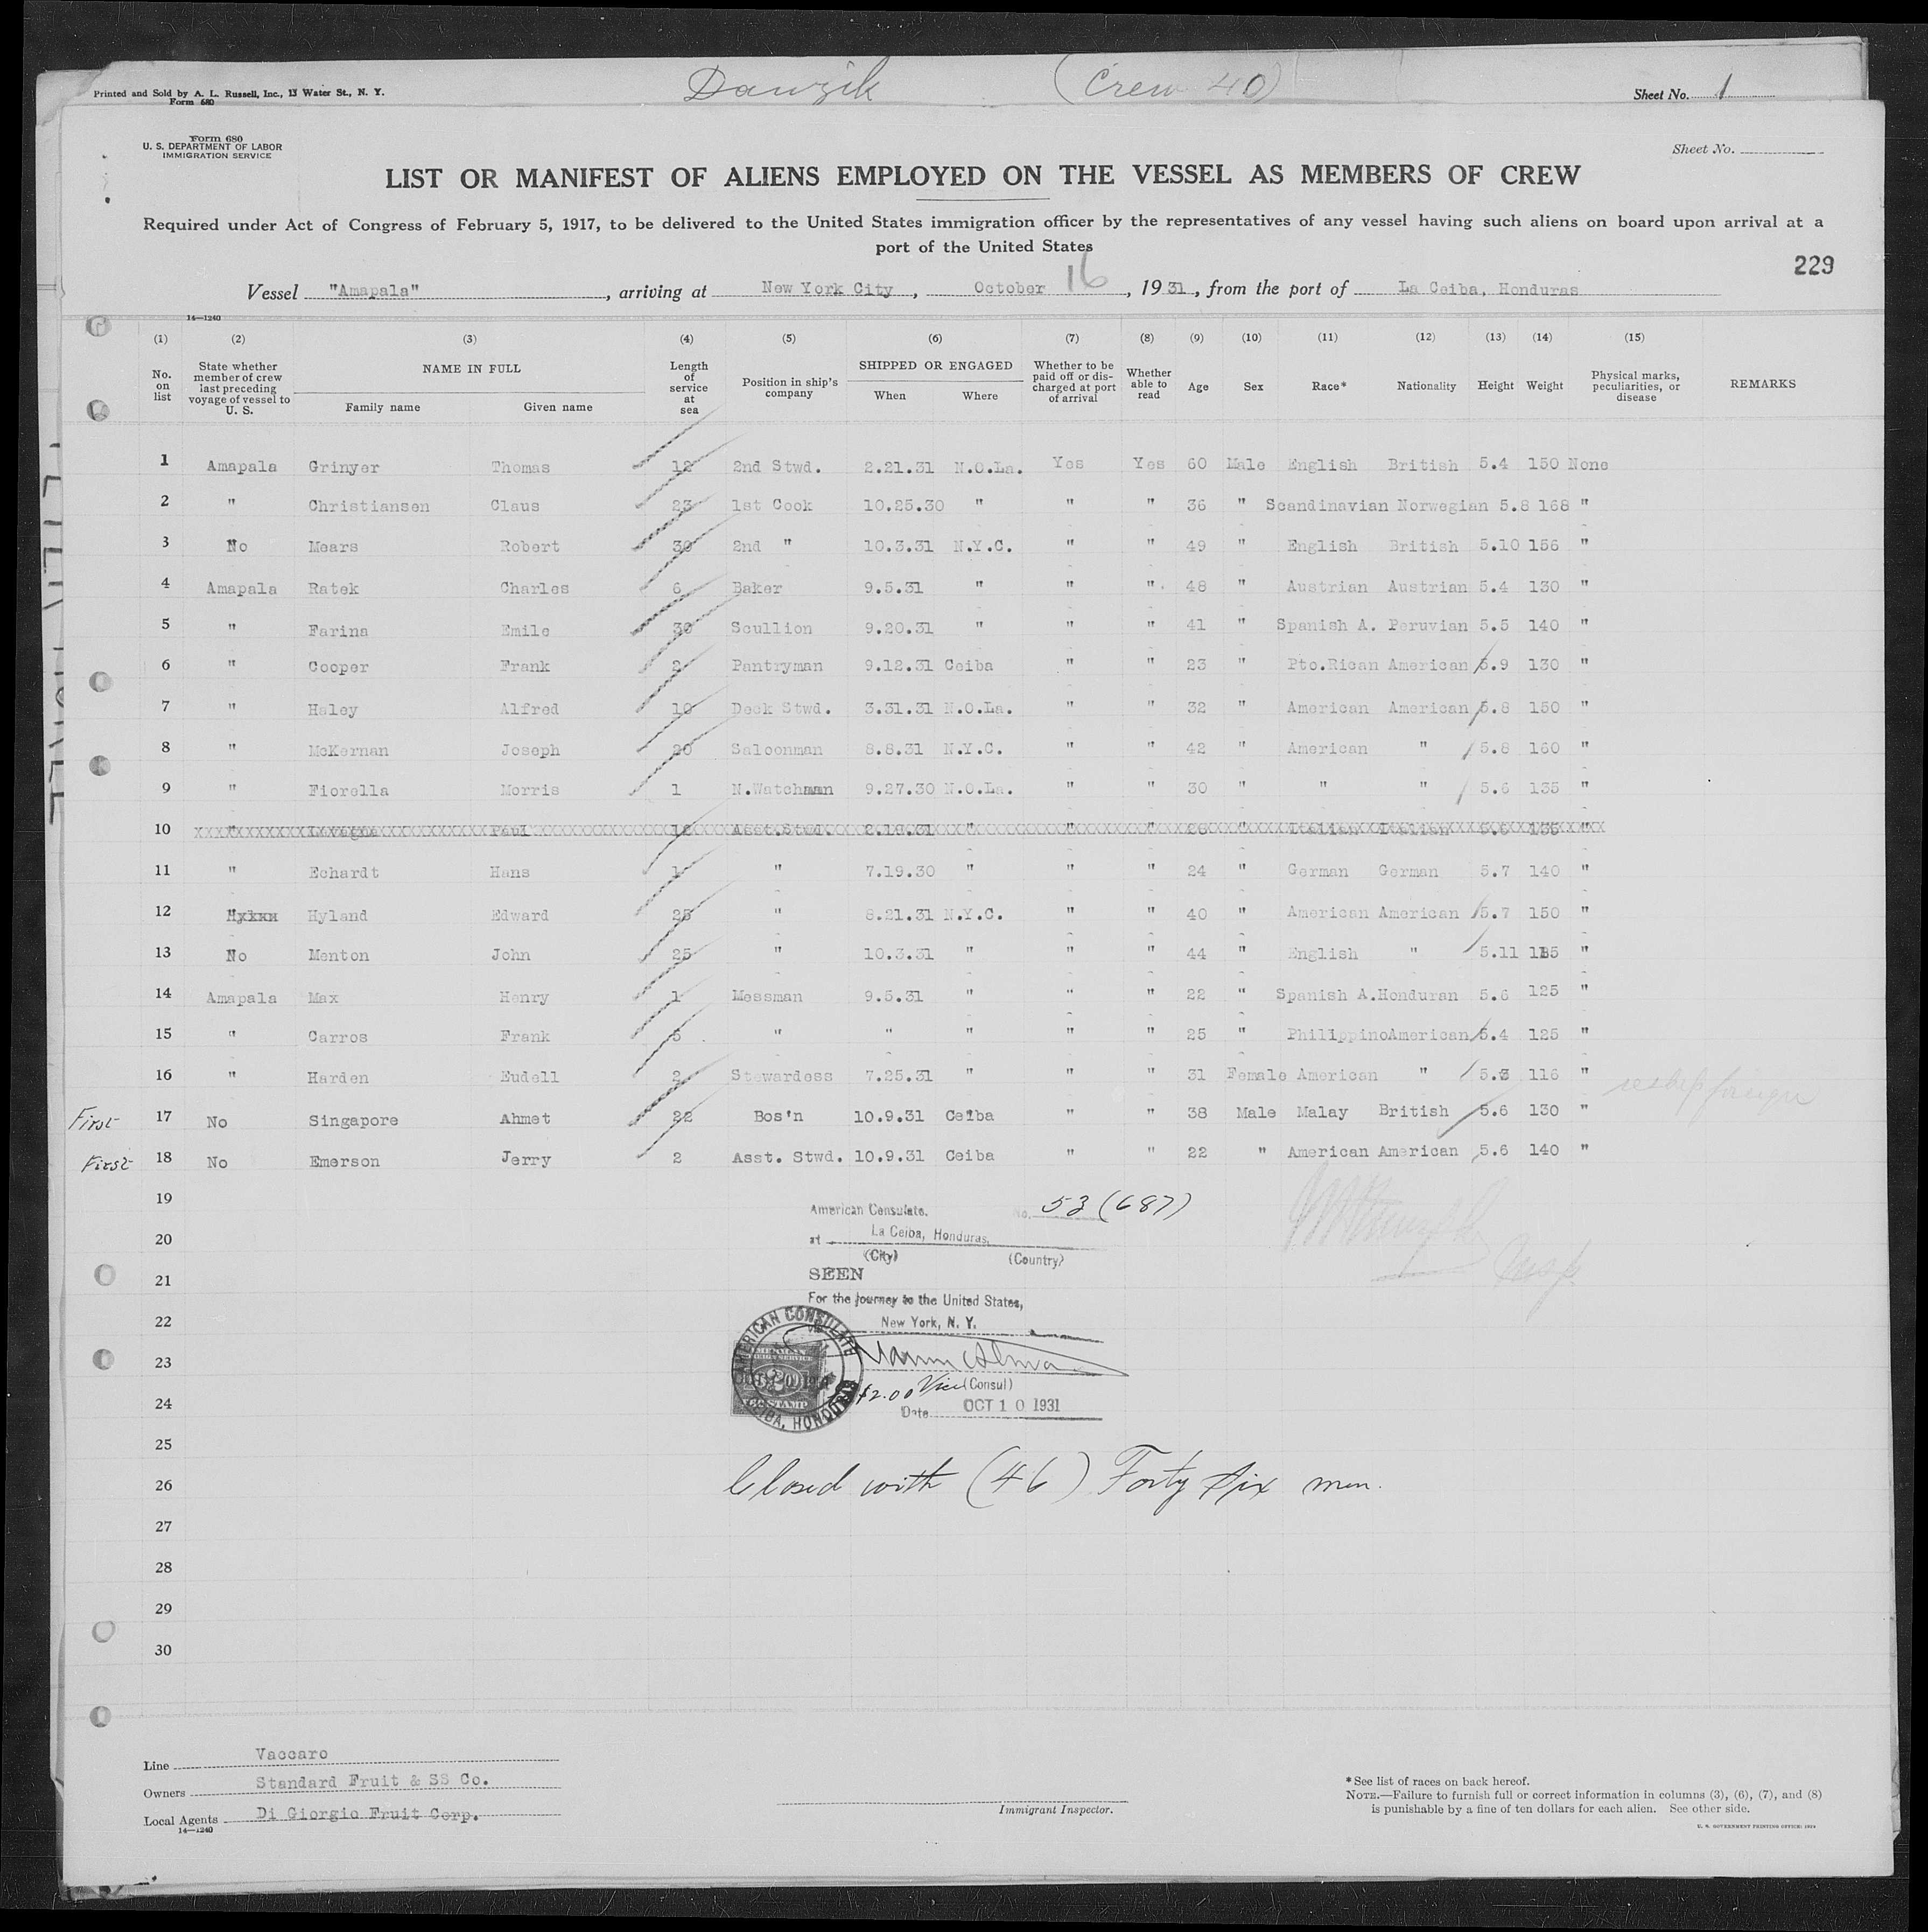 Printed and Sold by A. L. Russell, Inc., 13 Water St., N. Y.
Form 680
(Crew 40)
Sheet No. 1
Form 680
U. S. DEPARTMENT OF LABOR
IMMIGRATION SERVICE
Sheet No.
LIST OR MANIFEST OF ALIENS EMPLOYED ON THE VESSEL AS MEMBERS OF CREW
Required under Act of Congress of February 5, 1917, to be delivered to the United States immigration officer by the representatives of any vessel having such aliens on board upon arrival at a
port of the United States
229
Vessel "Amapala", arriving at New York City, October 16, 1931, from the port of La Ceiba, Honduras
14—1240
(1) (2) (3) (4) (5) (6) (7) (8) (9) (10) (11) (12) (13) (14) (15)
No. on list State whether member of crew last preceding voyage of vessel to U. S. NAME IN FULL Family name Given name Length of service at sea Position in ship's company SHIPPED OR ENGAGED When Where Whether to be paid off or discharged at port of arrival Whether able to read Age Sex Race* Nationality Height Weight Physical marks, peculiarities, or disease REMARKS
1 Amapala Grinyer Thomas 12 2nd Stwd. 2.21.31 N.O.La. Yes Yes 60 Male English British 5.4 150 None
2 " Christiansen Claus 23 1st Cook 10.25.30 " " " 36 " Scandinavian Norwegian 5.8 168 "
3 No Mears Robert 30 2nd " 10.3.31 N.Y.C. " " 49 " English British 5.10 156 "
4 Amapala Ratek Charles 6 Baker 9.5.31 " " " 48 " Austrian Austrian 5.4 130 "
5 " Farina Emile 30 Scullion 9.20.31 " " " 41 " Spanish A. Peruvian 5.5 140 "
6 " Cooper Frank 2 Pantryman 9.12.31 Ceiba " " 23 " Pto.Rican American 5.9 130 "
7 " Haley Alfred 10 Deck Stwd. 3.31.31 N.O.La. " " 32 " American American 5.8 150 "
8 " McKernan Joseph 20 Saloonman 8.8.31 N.Y.C. " " 42 " American " 5.8 160 "
9 " Fiorella Morris 1 N.Watchman 9.27.30 N.O.La. " " 30 " " " 5.6 135 "
10 " Paul Asst.Stwd. " " " " Italian Italian "
11 " Echardt Hans 1 " 7.19.30 " " " 24 " German German 5.7 140 "
12 " Hyland Edward 25 " 8.21.31 N.Y.C. " " 40 " American American 5.7 150 "
13 No Menton John 25 " 10.3.31 " " " 44 " English " 5.11 "
14 Amapala Max Henry 1 Messman 9.5.31 " " " 22 " Spanish A. Honduran 5.6 125 "
15 " Carros Frank 5 " " " " " 25 " Philippino American 5.4 125 "
16 " Harden Eudell 2 Stewardess 7.25.31 " " " 31 Female American " 5.3 116 "
First 17 No Singapore Ahmet 22 Bos'n 10.9.31 Ceiba " " 38 Male Malay British 5.6 130 "
First 18 No Emerson Jerry 2 Asst. Stwd. 10.9.31 Ceiba " " 22 " American American 5.6 140 "
19
American Consulate. No. 53 (687)
20
at La Ceiba, Honduras.
(City) (Country)
21
SEEN
For the journey to the United States,
22
New York, N. Y.
AMERICAN CONSULATE
CEIBA, HONDURAS
23
$2.00 Vice (Consul)
24
Date OCT 10 1931
25
26
Closed with (46) Forty Six men.
27
28
29
30
Line Vaccaro
Owners Standard Fruit & SS Co.
Local Agents Di Giorgio Fruit Corp.
14—1240
Immigrant Inspector.
*See list of races on back hereof.
NOTE.—Failure to furnish full or correct information in columns (3), (6), (7), and (8)
is punishable by a fine of ten dollars for each alien. See other side.